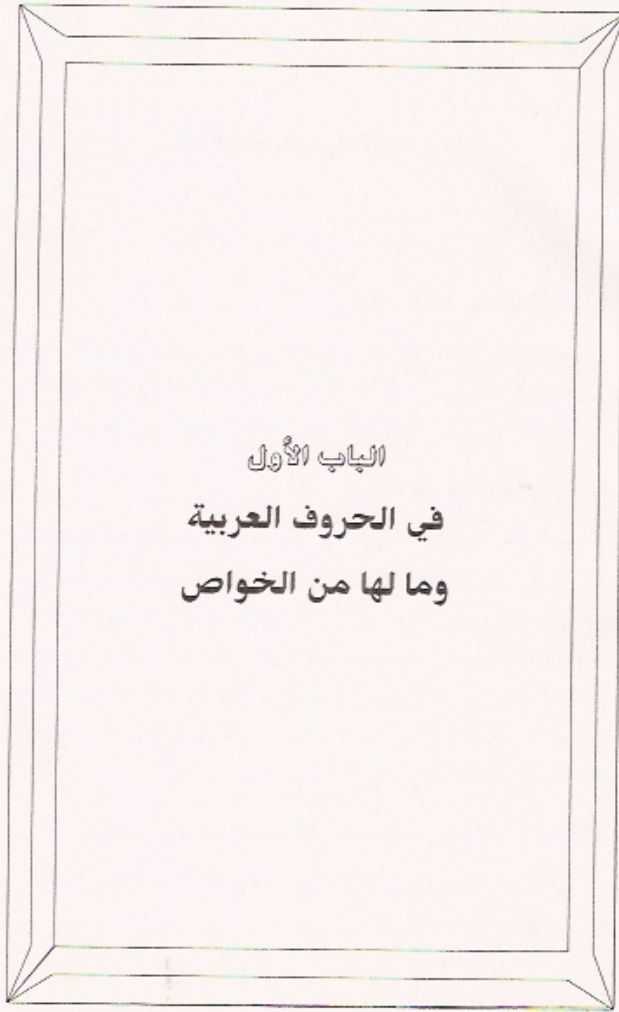 الباب الأول
في الحروف العربية
وما لها من الخواص